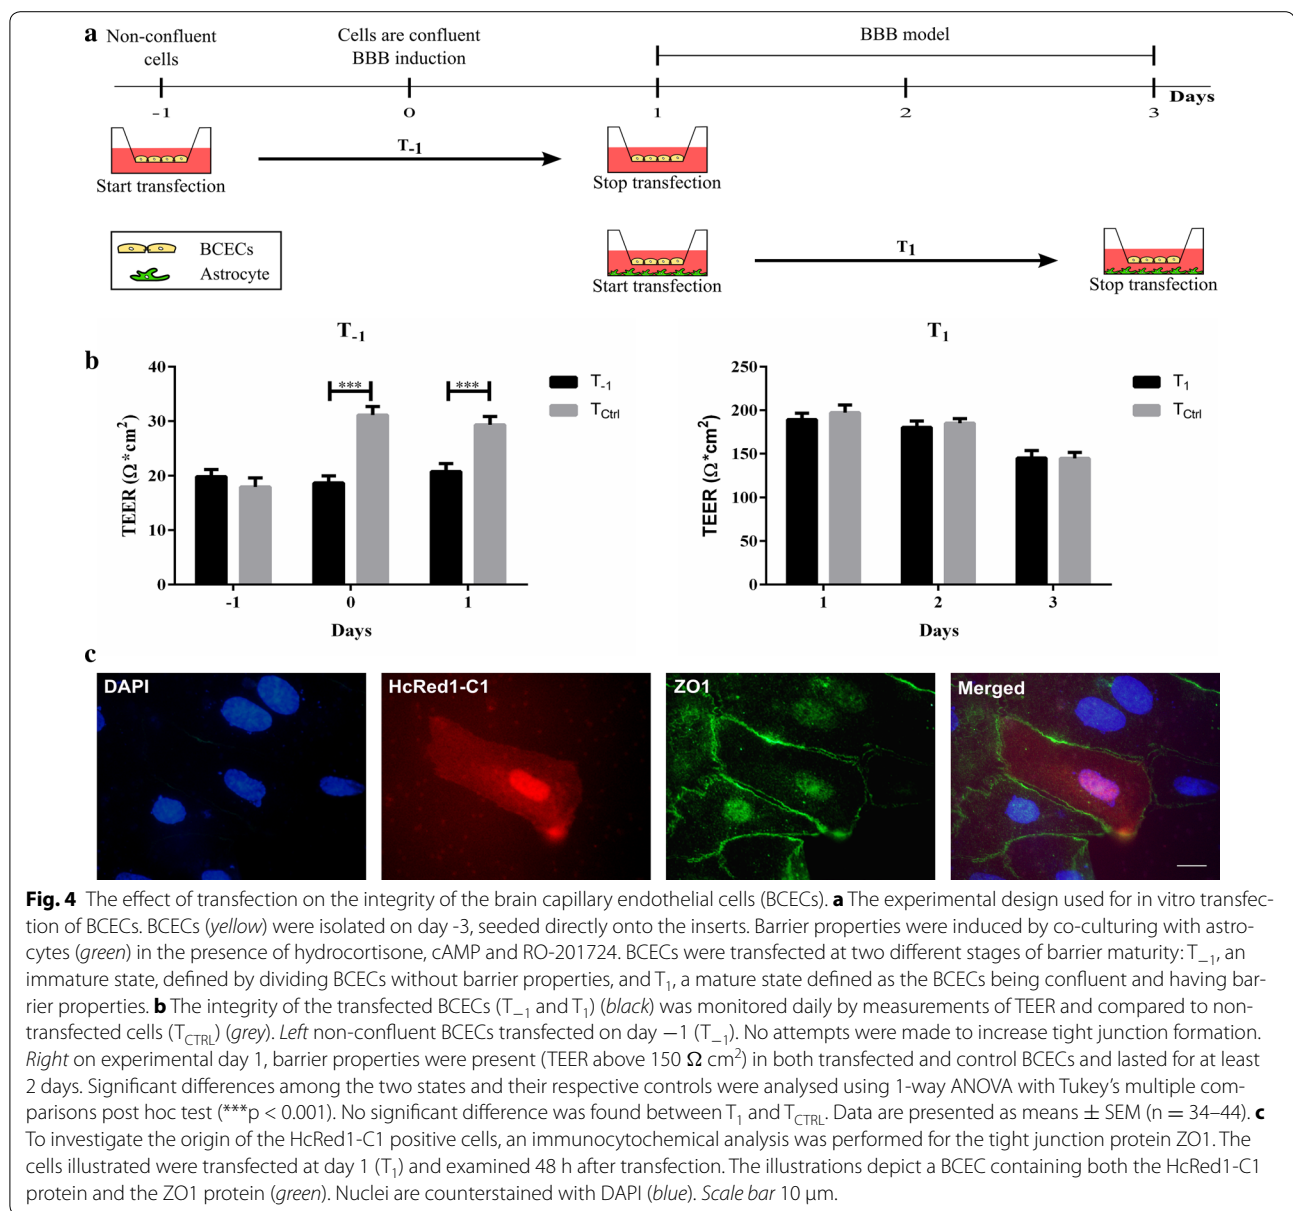 a
Non-confluent
cells
Cells are confluent
BBB induction
BBB model
-1
0
1
2
3
Days
T-1
Start transfection
Stop transfection
BCECs
Astrocyte
T1
Start transfection
Stop transfection
b
T-1
TEER (Ω*cm2)
40
30
20
10
0
***
***
T-1
TCtrl
-1
0
1
Days
T1
TEER (Ω*cm2)
250
200
150
100
50
0
T1
TCtrl
1
2
3
Days
c
DAPI
HcRed1-C1
ZO1
Merged
Fig. 4 The effect of transfection on the integrity of the brain capillary endothelial cells (BCECs). a The experimental design used for in vitro transfec-
tion of BCECs. BCECs (yellow) were isolated on day -3, seeded directly onto the inserts. Barrier properties were induced by co-culturing with astro-
cytes (green) in the presence of hydrocortisone, cAMP and RO-201724. BCECs were transfected at two different stages of barrier maturity: T−1, an
immature state, defined by dividing BCECs without barrier properties, and T1, a mature state defined as the BCECs being confluent and having bar-
rier properties. b The integrity of the transfected BCECs (T−1 and T1) (black) was monitored daily by measurements of TEER and compared to non-
transfected cells (TCTRL) (grey). Left non-confluent BCECs transfected on day −1 (T−1). No attempts were made to increase tight junction formation.
Right on experimental day 1, barrier properties were present (TEER above 150 Ω cm2) in both transfected and control BCECs and lasted for at least
2 days. Significant differences among the two states and their respective controls were analysed using 1-way ANOVA with Tukey's multiple com-
parisons post hoc test (***p < 0.001). No significant difference was found between T1 and TCTRL. Data are presented as means ± SEM (n = 34–44). c
To investigate the origin of the HcRed1-C1 positive cells, an immunocytochemical analysis was performed for the tight junction protein ZO1. The
cells illustrated were transfected at day 1 (T1) and examined 48 h after transfection. The illustrations depict a BCEC containing both the HcRed1-C1
protein and the ZO1 protein (green). Nuclei are counterstained with DAPI (blue). Scale bar 10 μm.